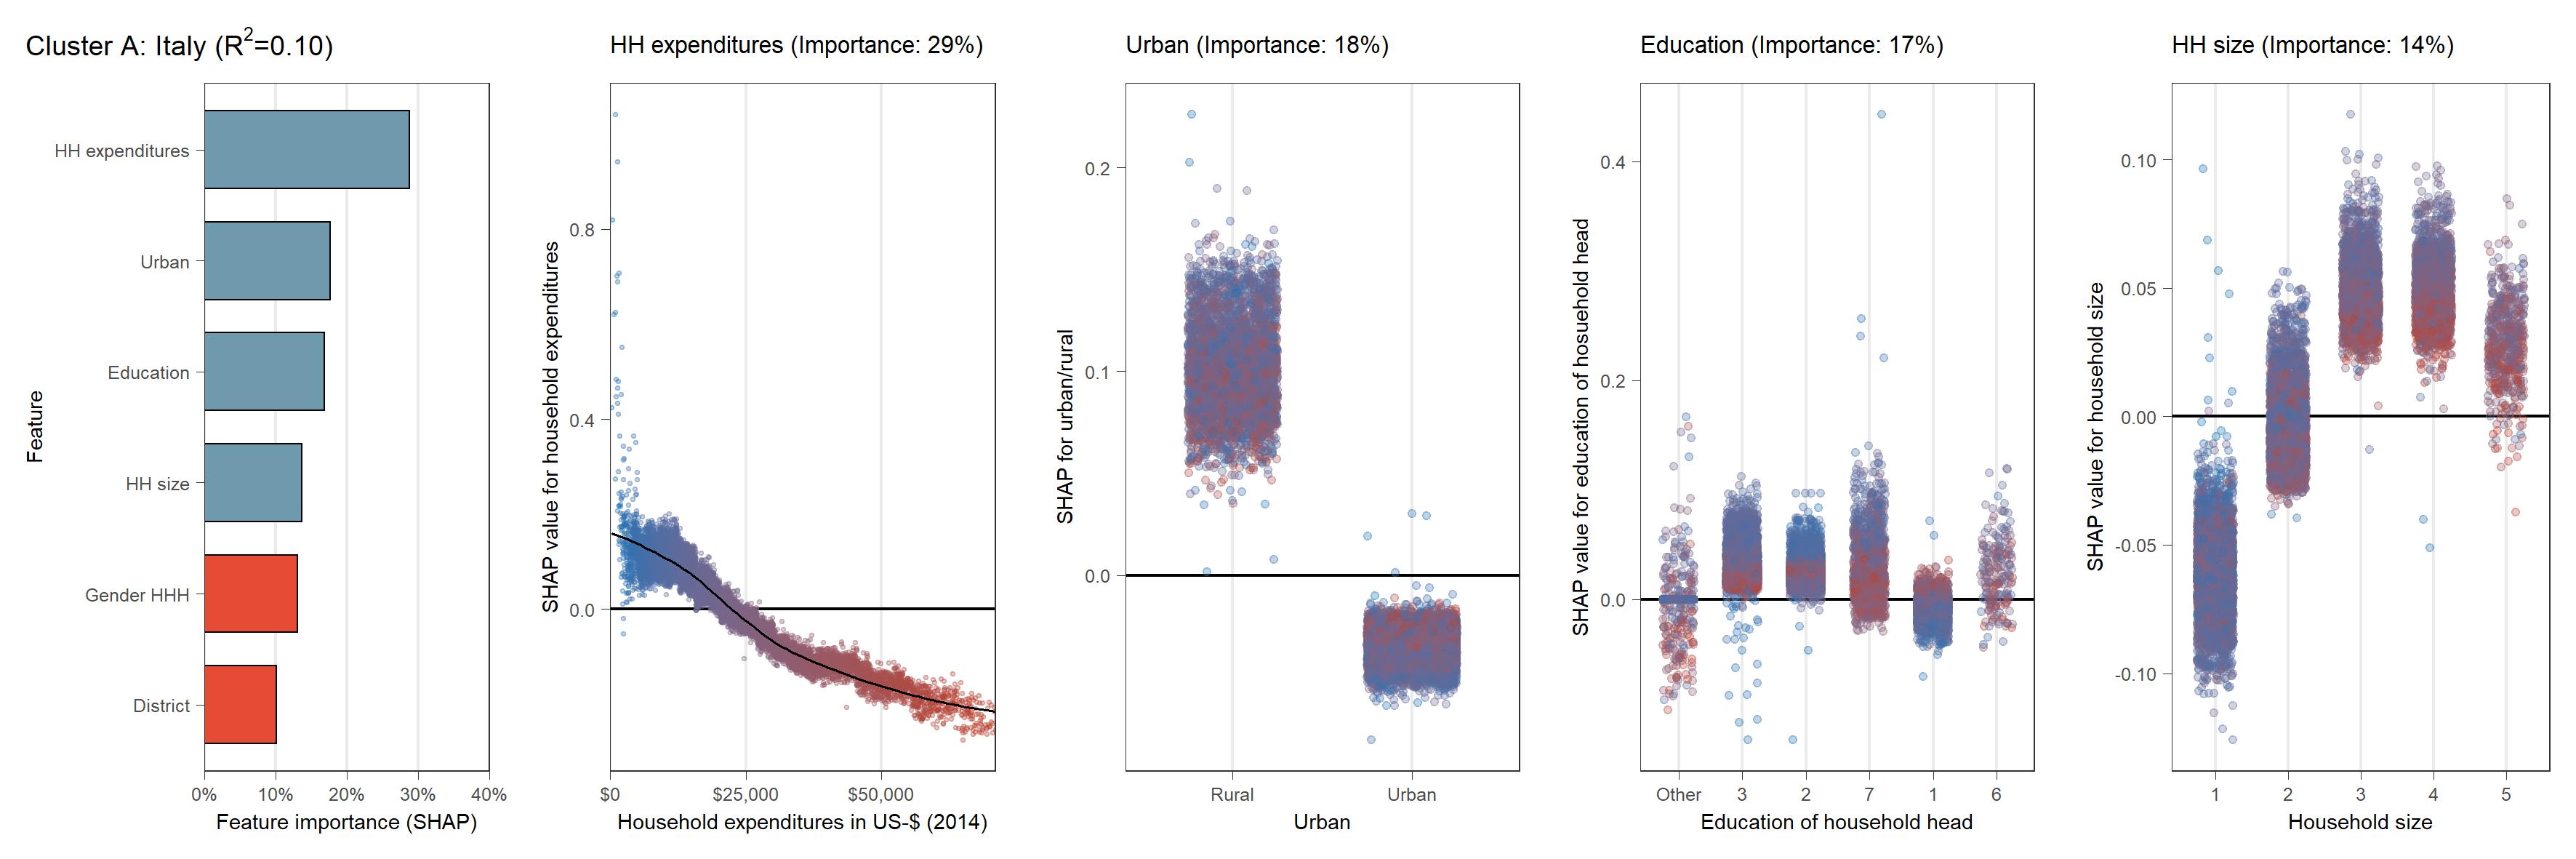 Cluster A: Italy (R²=0.10)
Feature
HH expenditures
Urban
Education
HH size
Gender HHH
District
0% 10% 20% 30% 40%
Feature importance (SHAP)
HH expenditures (Importance: 29%)
SHAP value for household expenditures
0.8
0.4
0.0
$0 $25,000 $50,000
Household expenditures in US-$ (2014)
Urban (Importance: 18%)
SHAP for urban/rural
0.2
0.1
0.0
Rural Urban
Urban
Education (Importance: 17%)
SHAP value for education of household head
0.4
0.2
0.0
Other 3 2 7 1 6
Education of household head
HH size (Importance: 14%)
SHAP value for household size
0.10
0.05
0.00
-0.05
-0.10
1 2 3 4 5
Household size